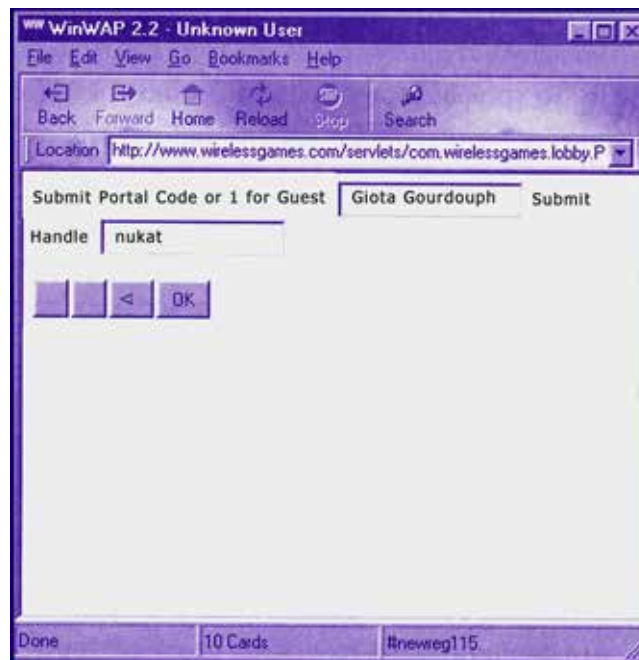 WinWAP 2.2 - Unknown User
File Edit View Go Bookmarks Help
Back Forward Home Reload Stop Search
Location http://www.wirelessgames.com/servlets/com.wirelessgames.lobby.P
Submit Portal Code or 1 for Guest Giota Gourdouph Submit
Handle nukat
< OK
Done 10 Cards #newreg115